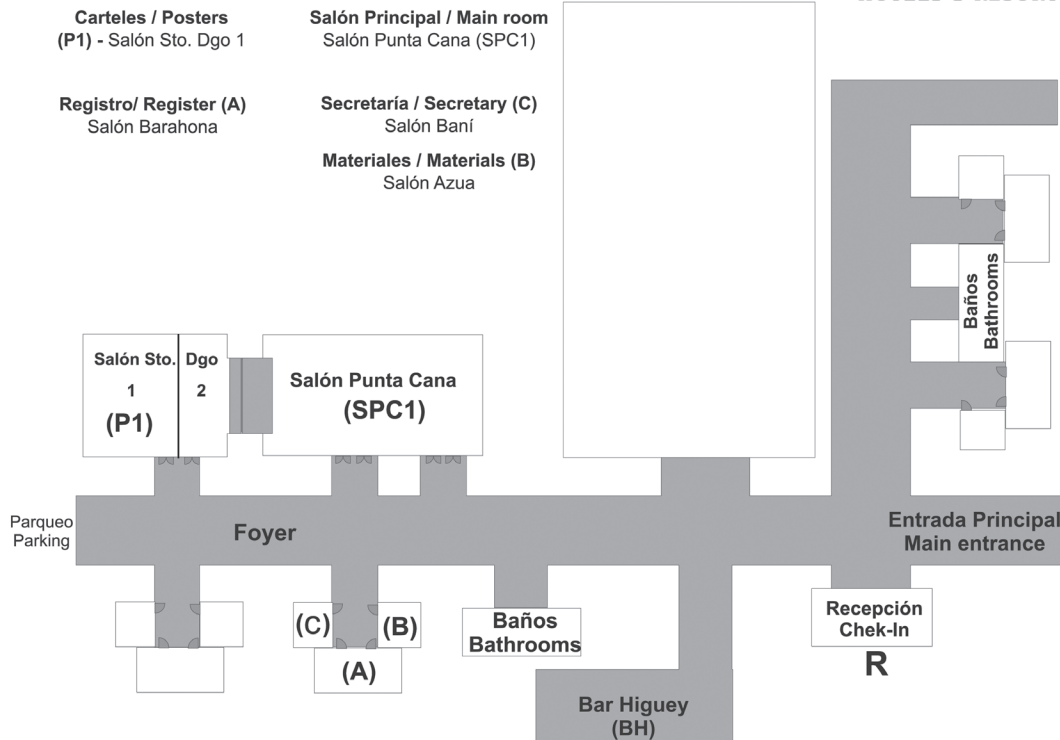 Carteles / Posters
(P1) - Salón Sto. Dgo 1
Salón Principal / Main room
Salón Punta Cana (SPC1)
Registro/ Register (A)
Salón Barahona
Secretaría / Secretary (C)
Salón Baní
Materiales / Materials (B)
Salón Azua
Baños
Bathrooms
Salón Sto.
1
(P1)
Dgo
2
Salón Punta Cana
(SPC1)
Parqueo
Parking
Foyer
Entrada Principal
Main entrance
(C)
(B)
(A)
Baños
Bathrooms
Recepción
Chek-In
R
Bar Higuey
(BH)